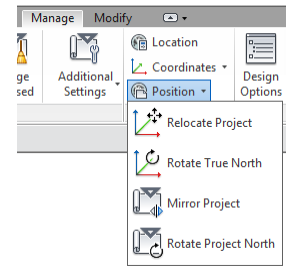 Manage Modify
ge
sed
Additional
Settings
Location
Coordinates
Position
Design
Options
Relocate Project
Rotate True North
Mirror Project
Rotate Project North